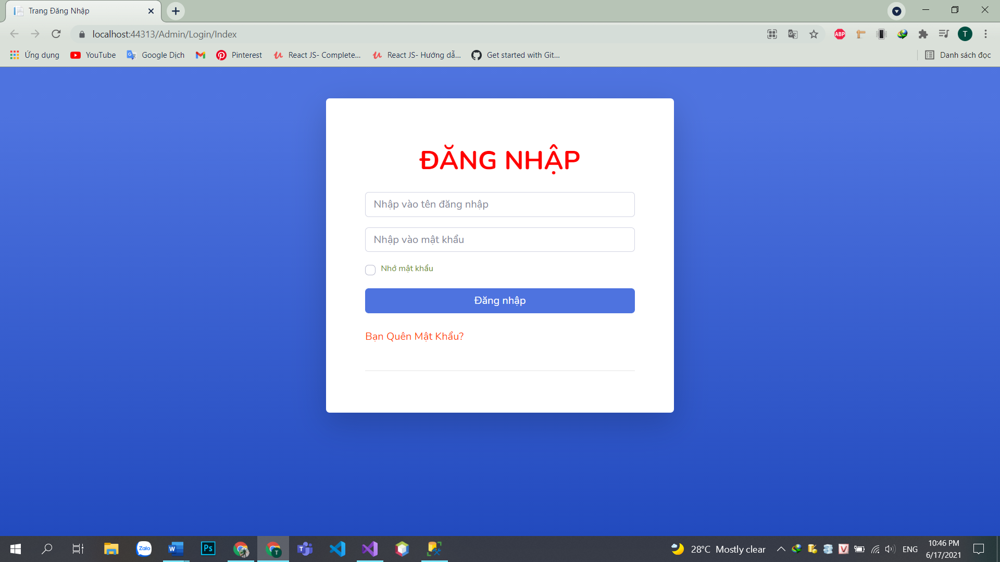 Trang Đăng Nhập
localhost:44313/Admin/Login/Index
ABP
T
Ứng dụng
YouTube
Google Dịch
Pinterest
React JS- Complete...
React JS- Hướng dẫ...
Get started with Git...
Danh sách đọc
ĐĂNG NHẬP
Nhập vào tên đăng nhập
Nhập vào mật khẩu
Nhớ mật khẩu
Đăng nhập
Bạn Quên Mật Khẩu?
Zalo
W
Ps
T
T
28°C Mostly clear
V
ENG
10:46 PM
6/17/2021